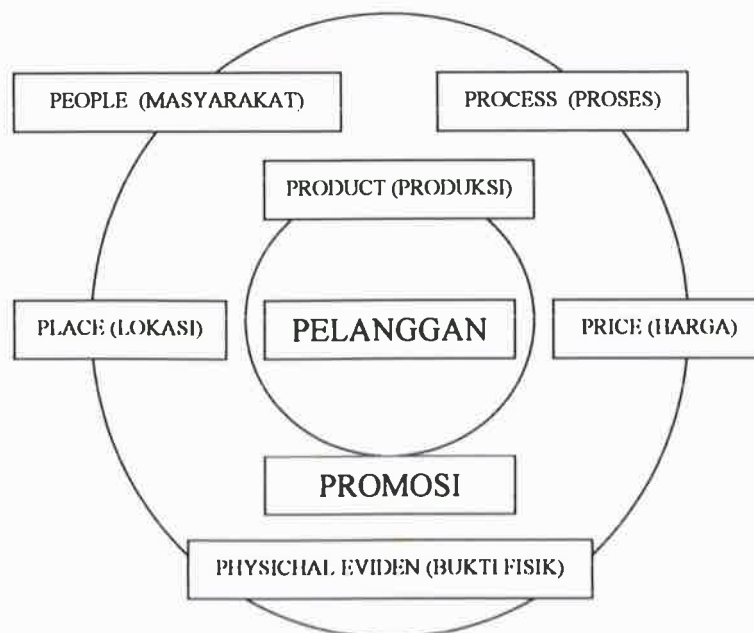 PEOPLE (MASYARAKAT)
PROCESS (PROSES)
PRODUCT (PRODUKSI)
PLACE (LOKASI)
PELANGGAN
PRICE (HARGA)
PROMOSI
PHYSICHAL EVIDEN (BUKTI FISIK)